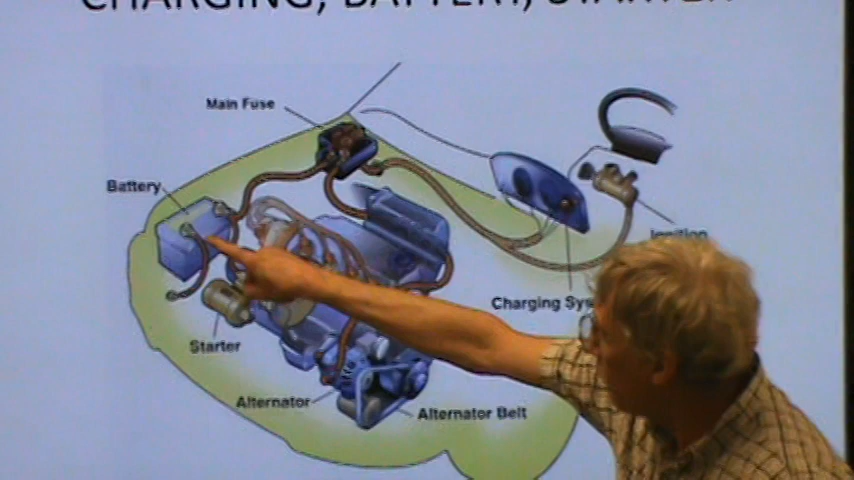 CHARGING, BATTERY, STARTER
Main Fuse
Battery
Ignition
Charging Sys
Starter
Alternator
Alternator Belt